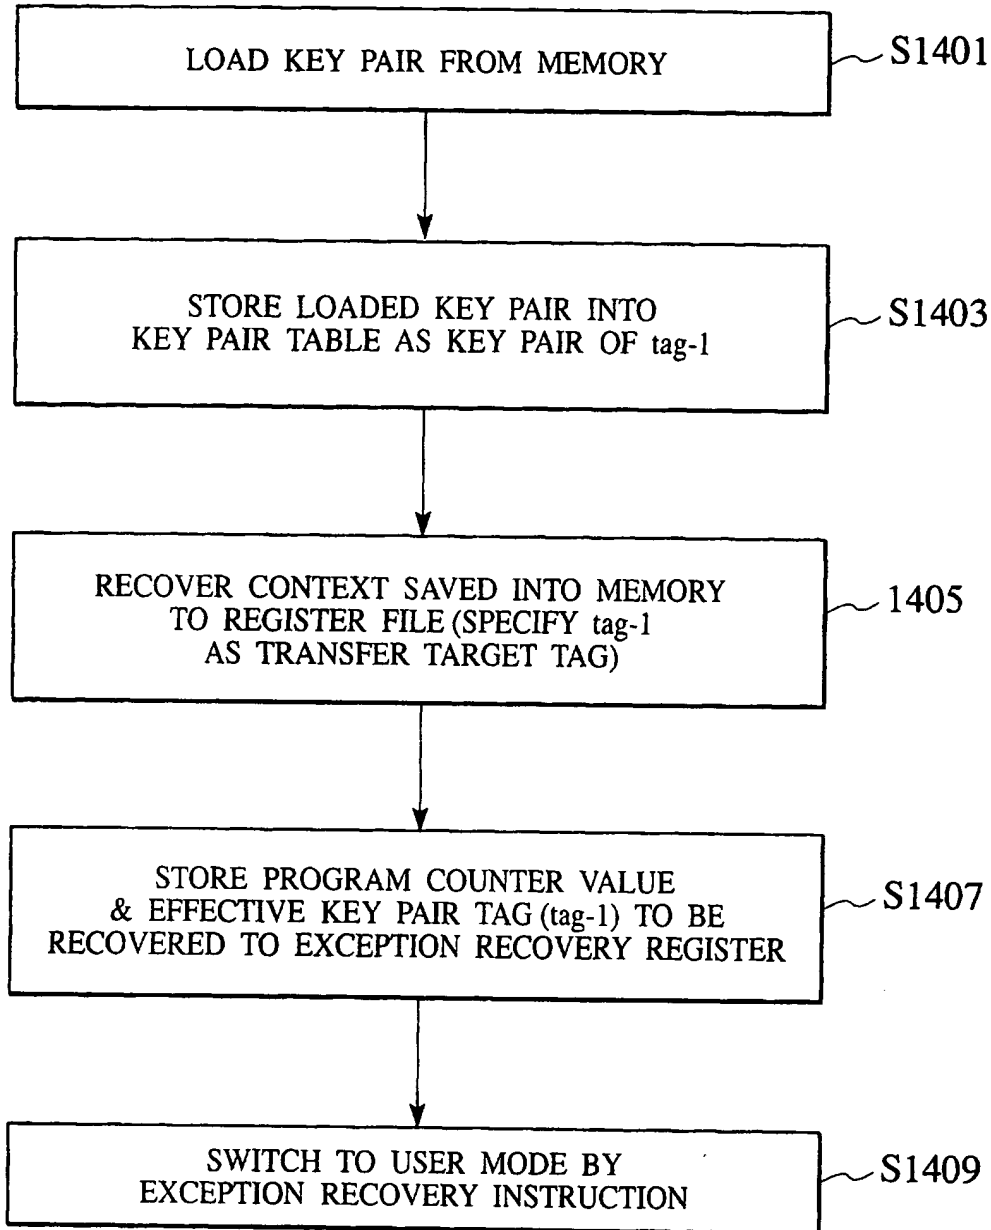 LOAD KEY PAIR FROM MEMORY
S1401
STORE LOADED KEY PAIR INTO
KEY PAIR TABLE AS KEY PAIR OF tag-1
S1403
RECOVER CONTEXT SAVED INTO MEMORY
TO REGISTER FILE (SPECIFY tag-1
AS TRANSFER TARGET TAG)
1405
STORE PROGRAM COUNTER VALUE
& EFFECTIVE KEY PAIR TAG (tag-1) TO BE
RECOVERED TO EXCEPTION RECOVERY REGISTER
S1407
SWITCH TO USER MODE BY
EXCEPTION RECOVERY INSTRUCTION
S1409